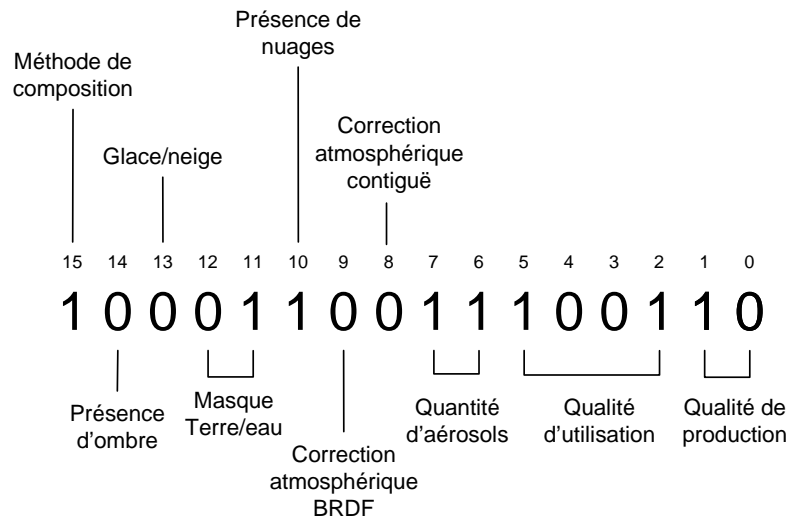 Présence de
nuages
Méthode de
composition
Correction
atmosphérique
contiguë
Glace/neige
15 14 13 12 11 10 9 8 7 6 5 4 3 2 1 0
1 0 0 0 1 1 0 0 1 1 1 0 0 1 1 0
Présence
d'ombre
Masque
Terre/eau
Correction
atmosphérique
BRDF
Quantité
d'aérosols
Qualité
d'utilisation
Qualité de
production